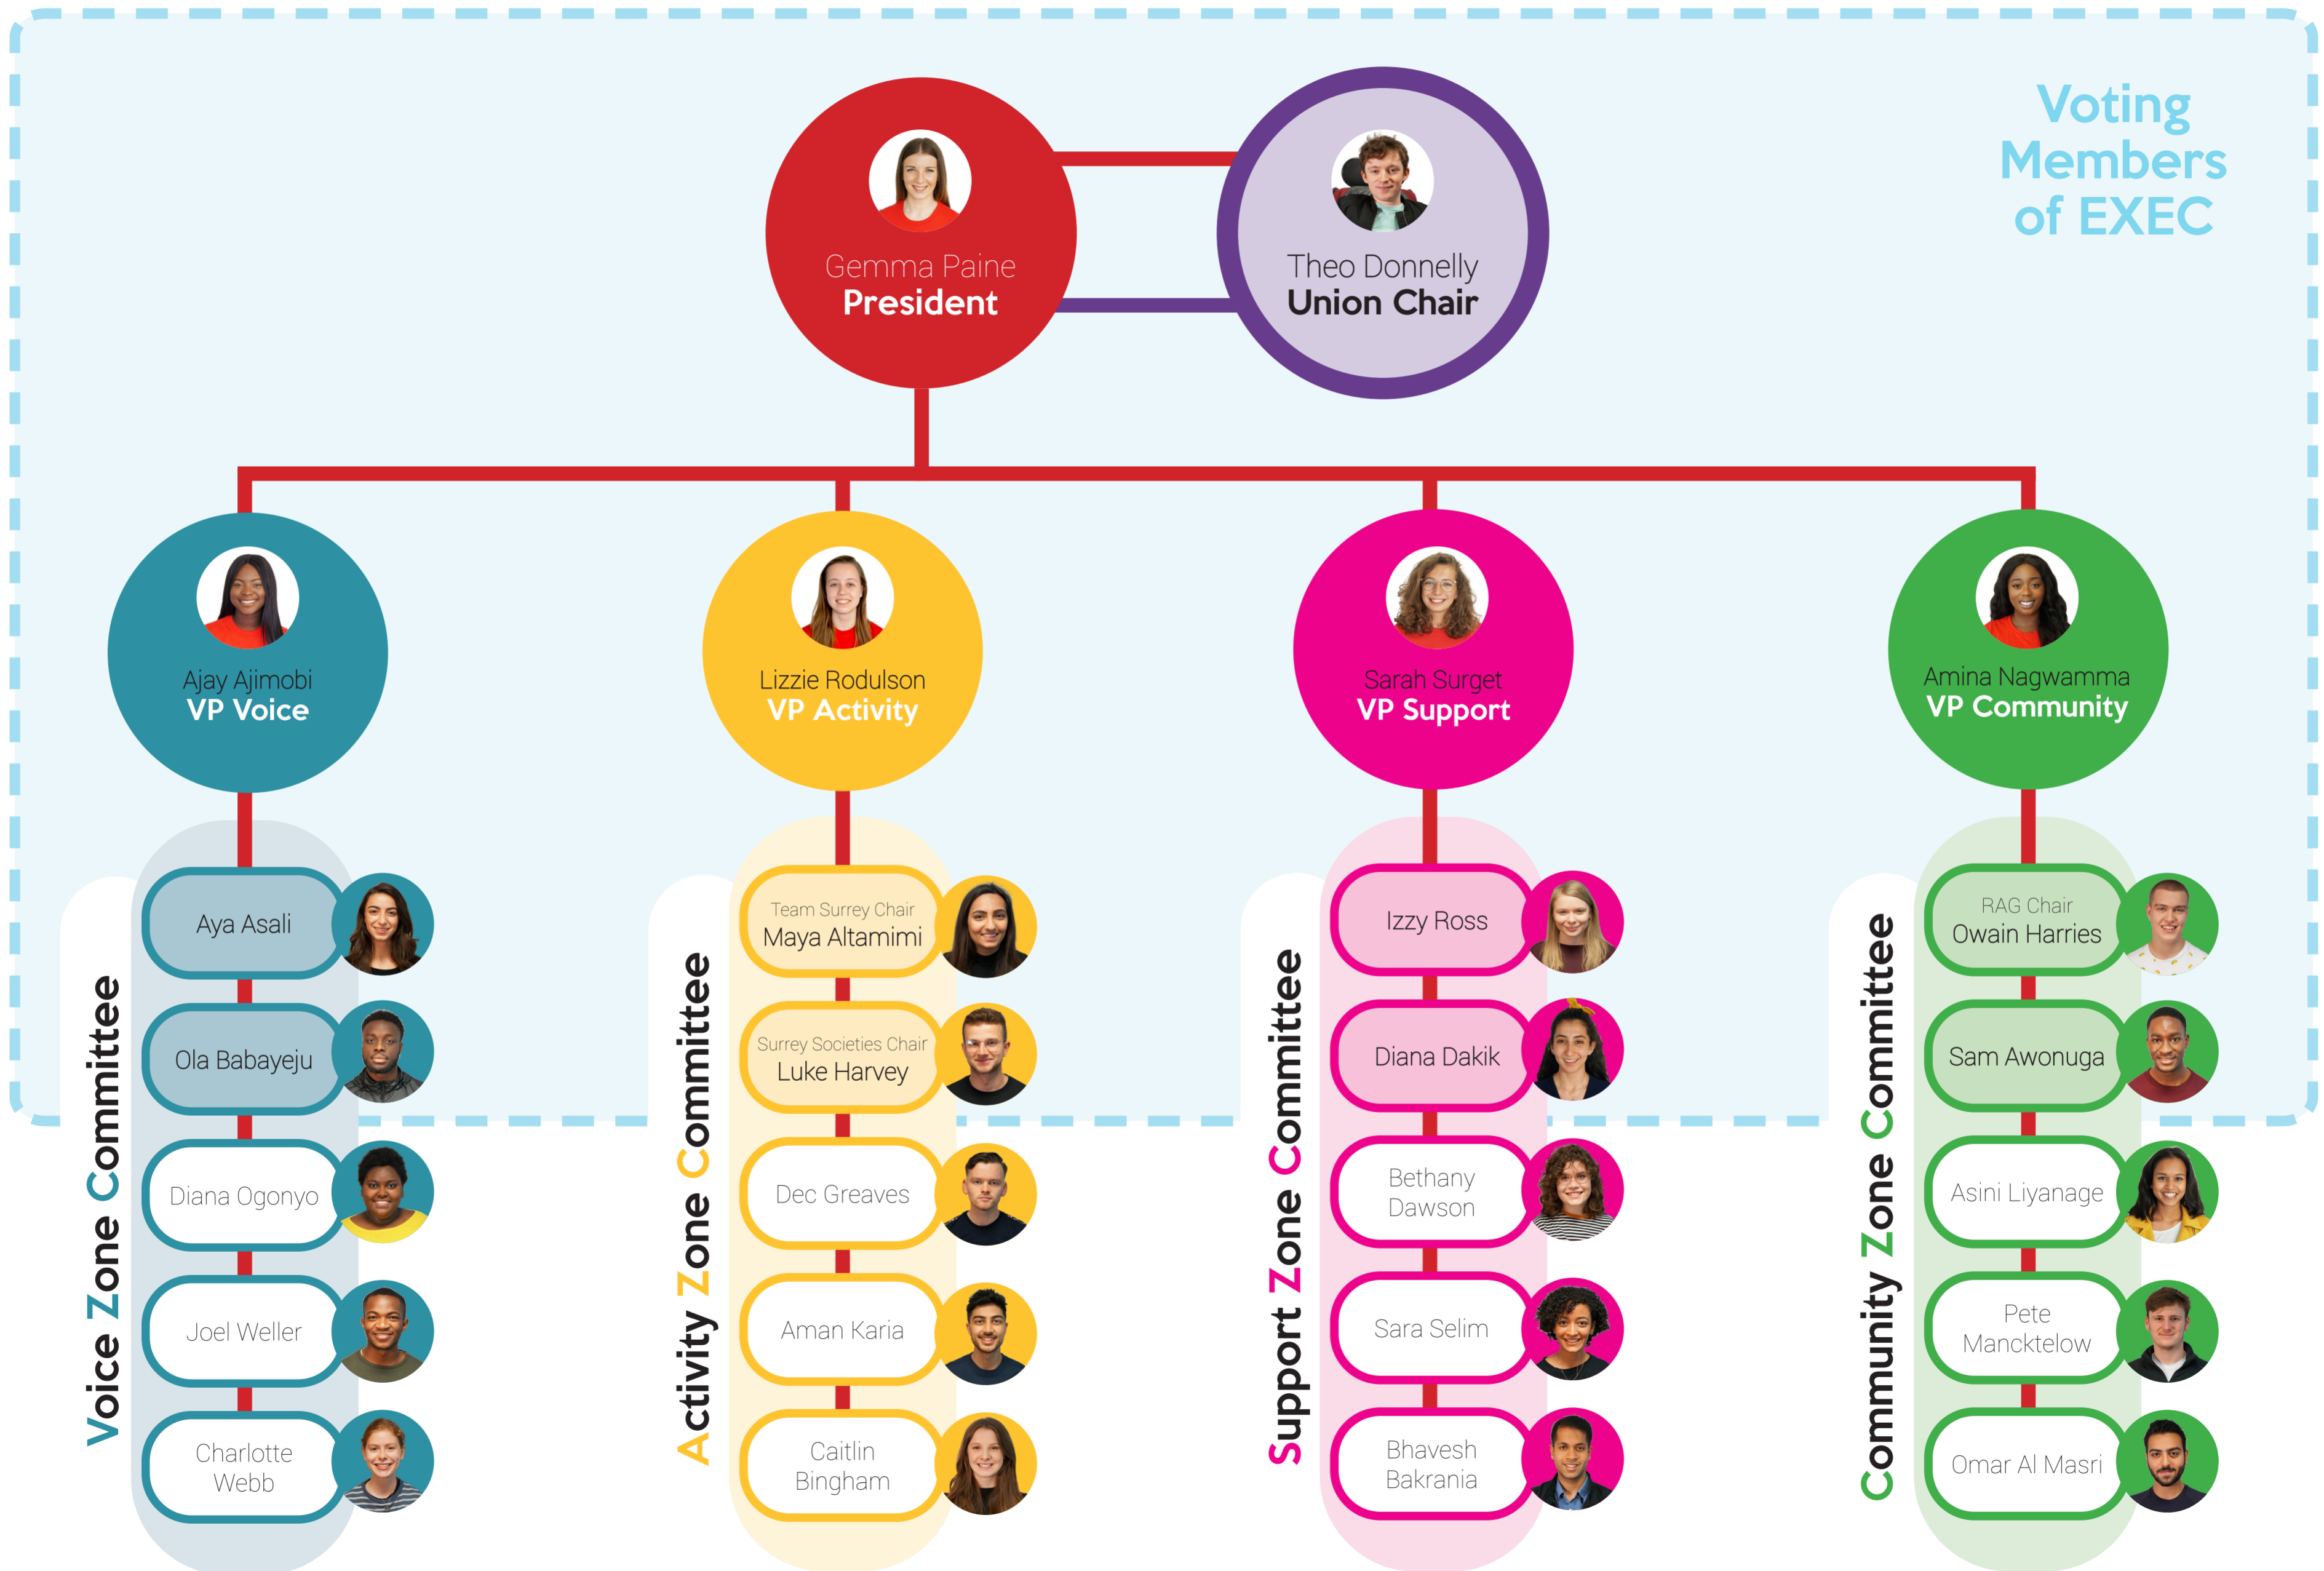 Voting
Members
of EXEC
Gemma Paine
President
Theo Donnelly
Union Chair
Ajay Ajimobi
VP Voice
Lizzie Rodulson
VP Activity
Sarah Surget
VP Support
Amina Nagwamma
VP Community
Voice Zone Committee
Aya Asali
Ola Babayeju
Diana Ogonyo
Joel Weller
Charlotte
Webb
Activity Zone Committee
Team Surrey Chair
Maya Altamimi
Surrey Societies Chair
Luke Harvey
Dec Greaves
Aman Karia
Caitlin
Bingham
Support Zone Committee
Izzy Ross
Diana Dakik
Bethany
Dawson
Sara Selim
Bhavesh
Bakrania
Community Zone Committee
RAG Chair
Owain Harries
Sam Awonuga
Asini Liyanage
Pete
Mancktelow
Omar Al Masri